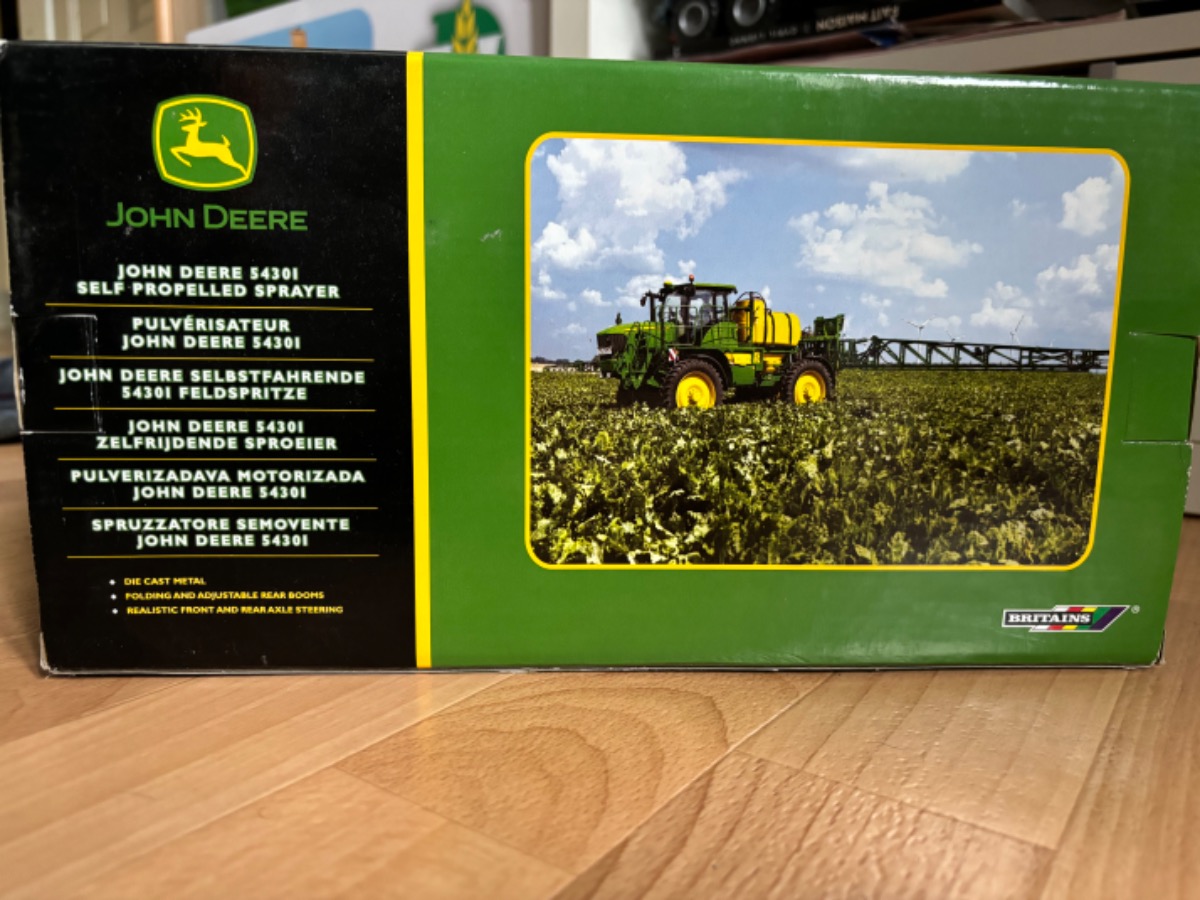 JOHN DEERE
JOHN DEERE 5430I
SELF PROPELLED SPRAYER
PULVÉRISATEUR
JOHN DEERE 5430I
JOHN DEERE SELBSTFAHRENDE
5430I FELDSPRITZE
JOHN DEERE 5430I
ZELFRIJDENDE SPROEIER
PULVERIZADAVA MOTORIZADA
JOHN DEERE 5430I
SPRUZZATORE SEMOVENTE
JOHN DEERE 5430I
• DIE CAST METAL
• FOLDING AND ADJUSTABLE REAR BOOMS
• REALISTIC FRONT AND REAR AXLE STEERING
BRITAINS ®